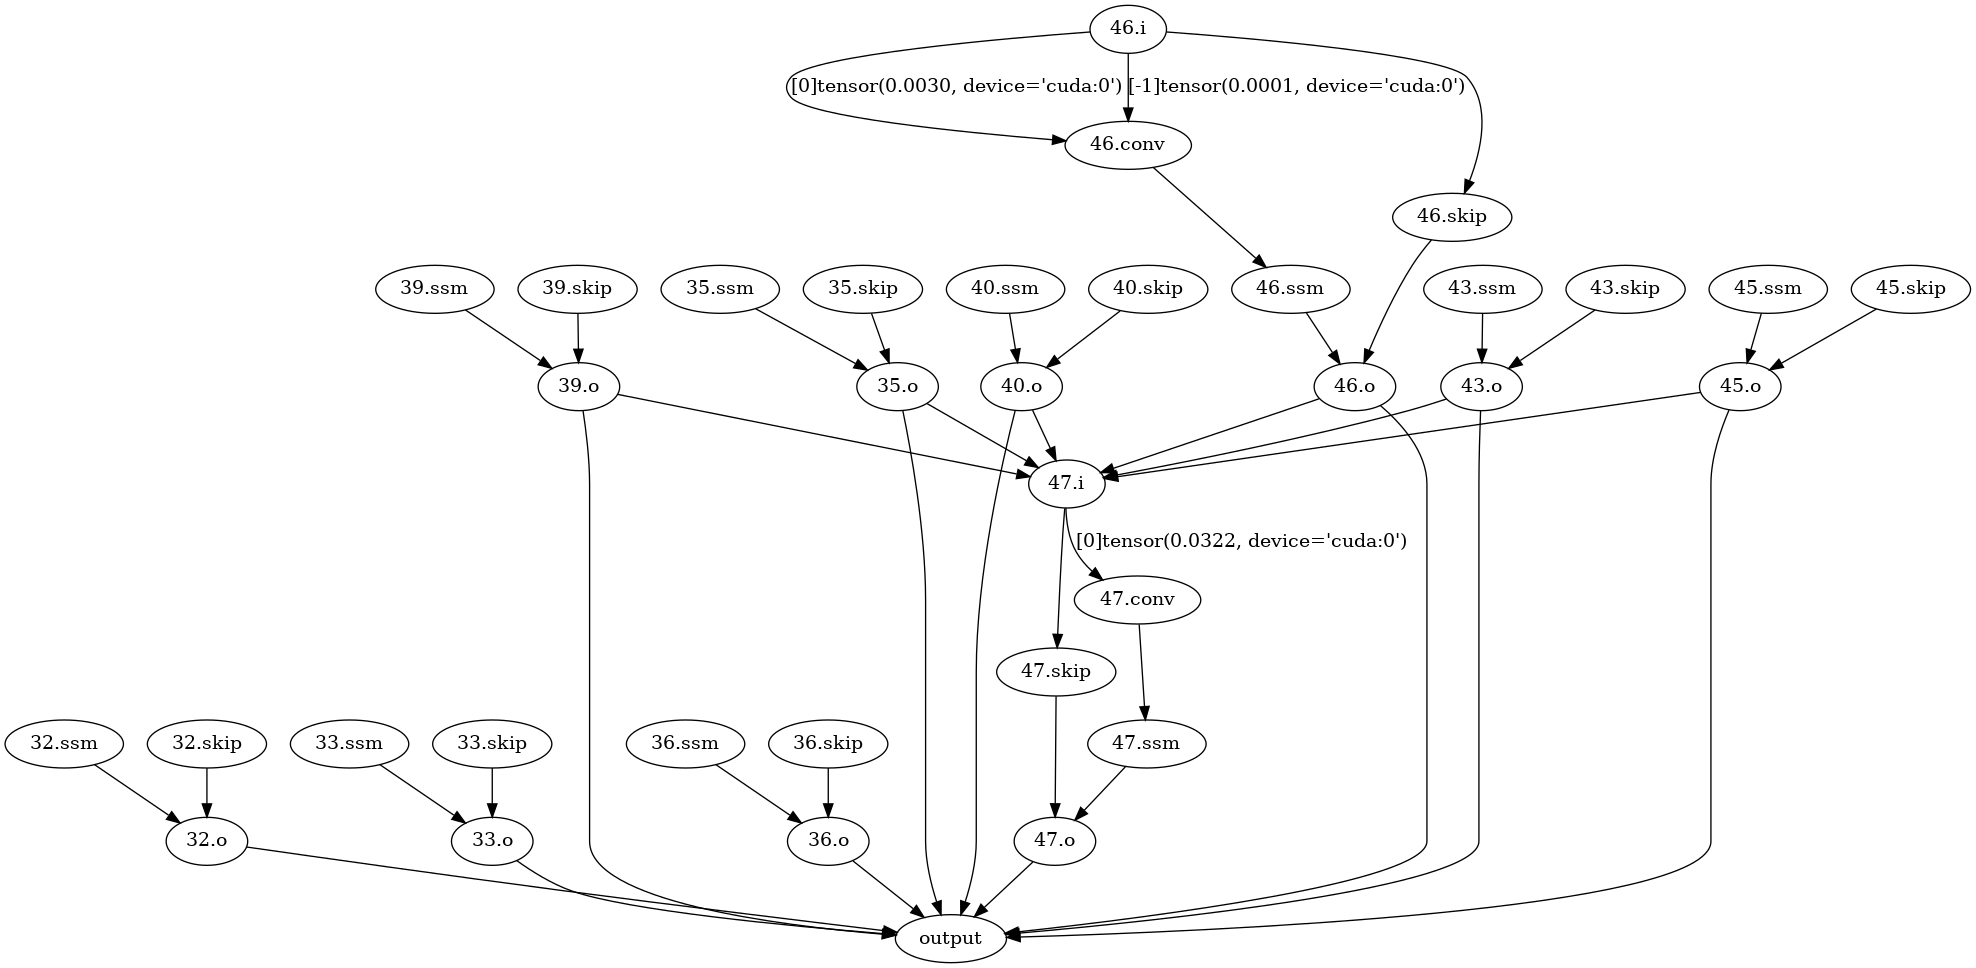 46.i
[0]tensor(0.0030, device='cuda:0')
[-1]tensor(0.0001, device='cuda:0')
46.conv
46.skip
39.ssm
39.skip
35.ssm
35.skip
40.ssm
40.skip
46.ssm
43.ssm
43.skip
45.ssm
45.skip
39.o
35.o
40.o
46.o
43.o
45.o
47.i
[0]tensor(0.0322, device='cuda:0')
47.conv
47.skip
32.ssm
32.skip
33.ssm
33.skip
36.ssm
36.skip
47.ssm
32.o
33.o
36.o
47.o
output